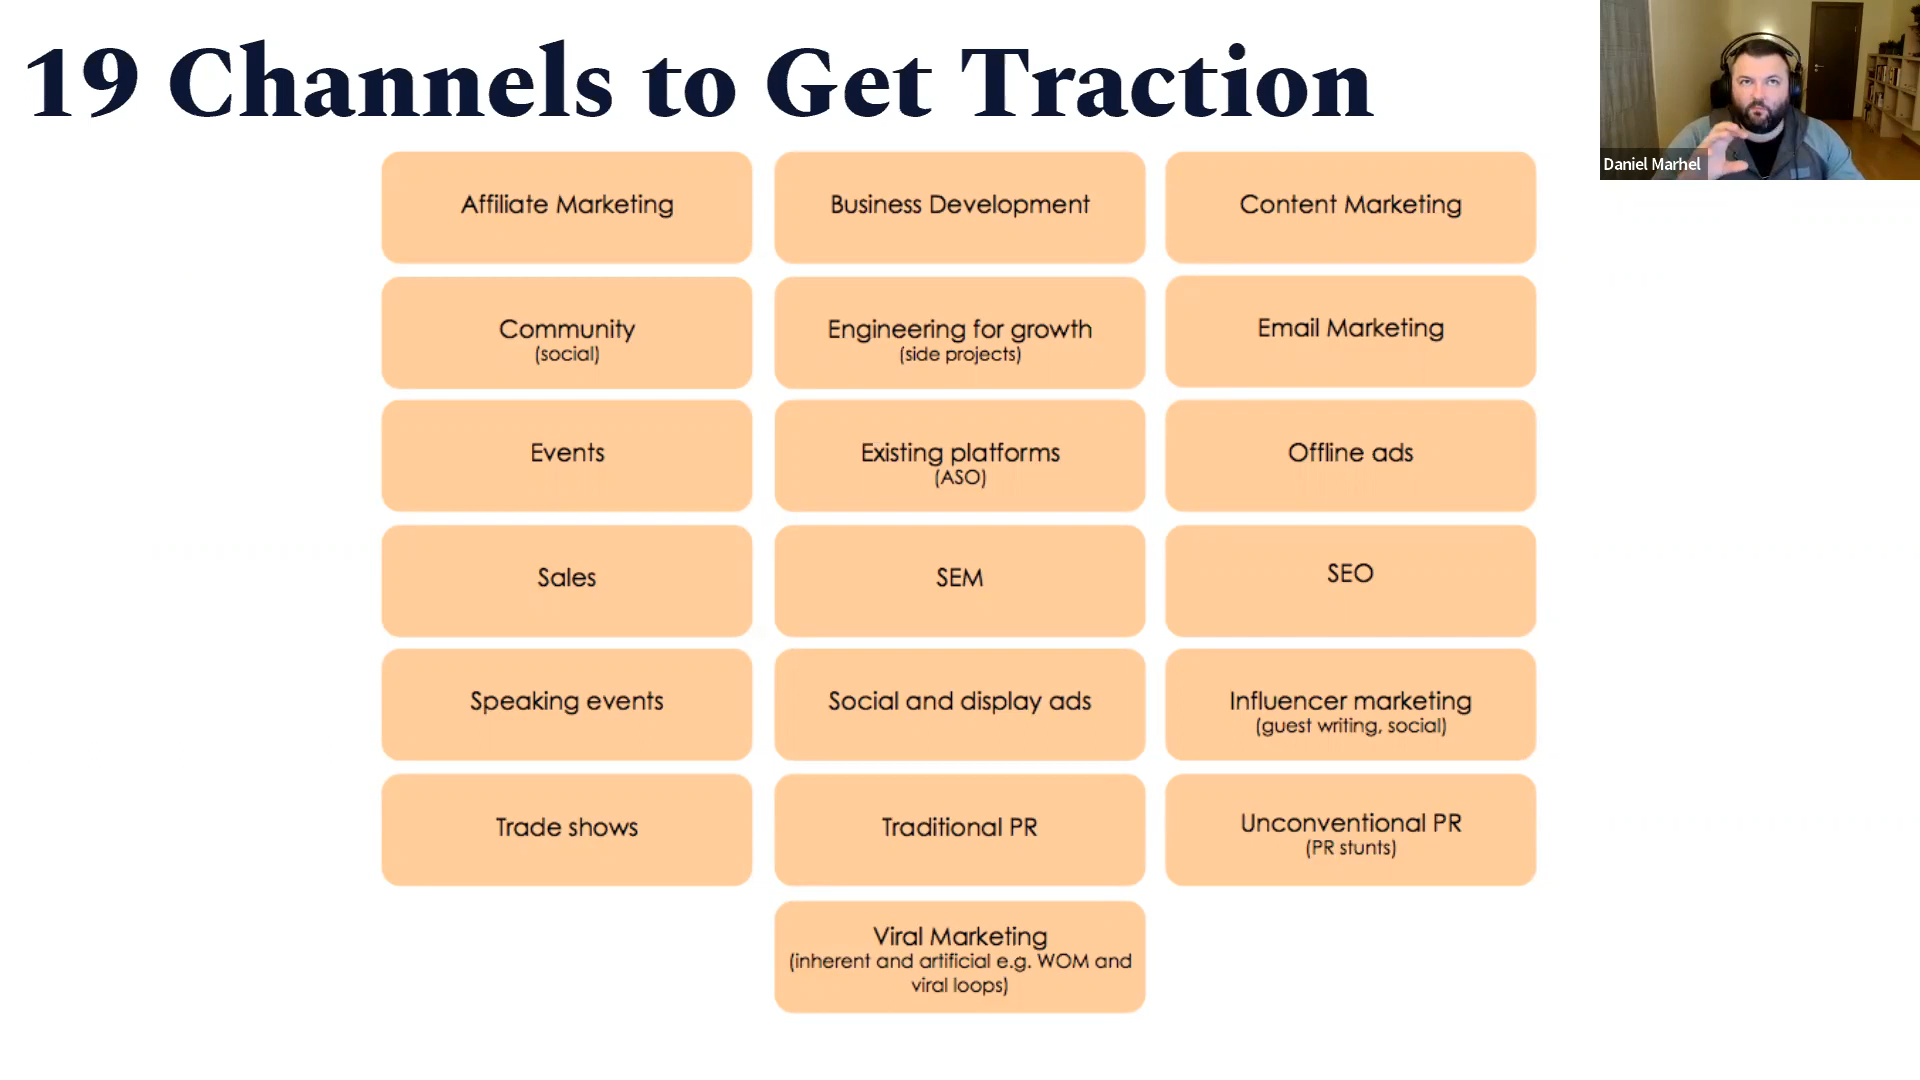 19 Channels to Get Traction
Daniel Marhel
Affiliate Marketing
Business Development
Content Marketing
Community
(social)
Engineering for growth
(side projects)
Email Marketing
Events
Existing platforms
(ASO)
Offline ads
Sales
SEM
SEO
Speaking events
Social and display ads
Influencer marketing
(guest writing, social)
Trade shows
Traditional PR
Unconventional PR
(PR stunts)
Viral Marketing
(inherent and artificial e.g. WOM and
viral loops)